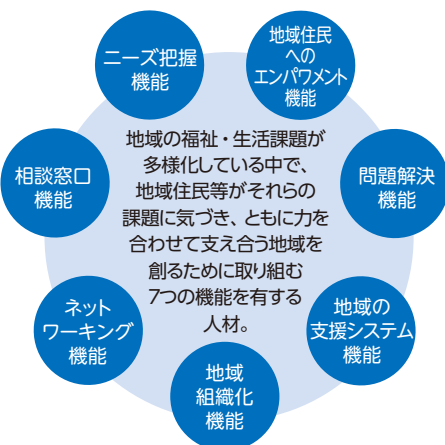 ニーズ把握
機能
地域住民
への
エンパワメント
機能
相談窓口
機能
地域の福祉・生活課題が
多様化している中で、
地域住民等がそれらの
課題に気づき、ともに力を
合わせて支え合う地域を
創るために取り組む
7つの機能を有する
人材。
問題解決
機能
ネット
ワーキング
機能
地域の
支援システム
機能
地域
組織化
機能